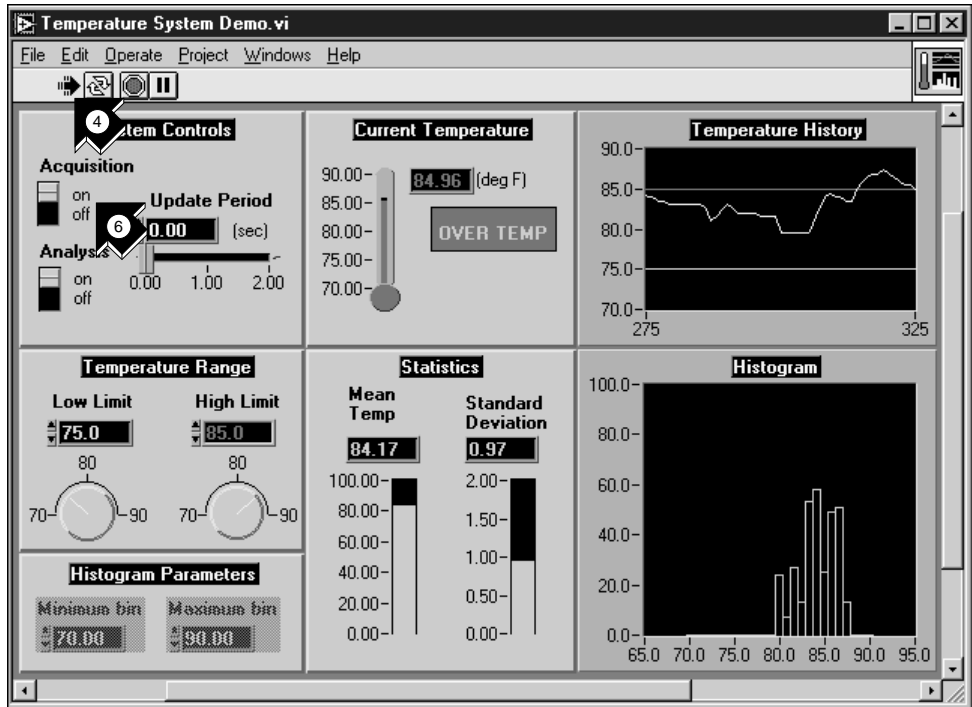 Temperature System Demo.vi
File Edit Operate Project Windows Help
4
stem Controls
Acquisition
on
off
Update Period
6
0.00 (sec)
Analysis
on
off
0.00 1.00 2.00
Current Temperature
90.00
85.00
80.00
75.00
70.00
84.96 (deg F)
OVER TEMP
Temperature History
90.0
85.0
80.0
75.0
70.0
275 325
Temperature Range
Low Limit High Limit
75.0 85.0
80 80
70 90 70 90
Histogram Parameters
Minimum bin Maximum bin
70.00 90.00
Statistics
Mean
Temp
84.17
100.00
80.00
60.00
40.00
20.00
0.00
Standard
Deviation
0.97
2.00
1.50
1.00
0.50
0.00
Histogram
100.0
80.0
60.0
40.0
20.0
0.0
65.0 70.0 75.0 80.0 85.0 90.0 95.0